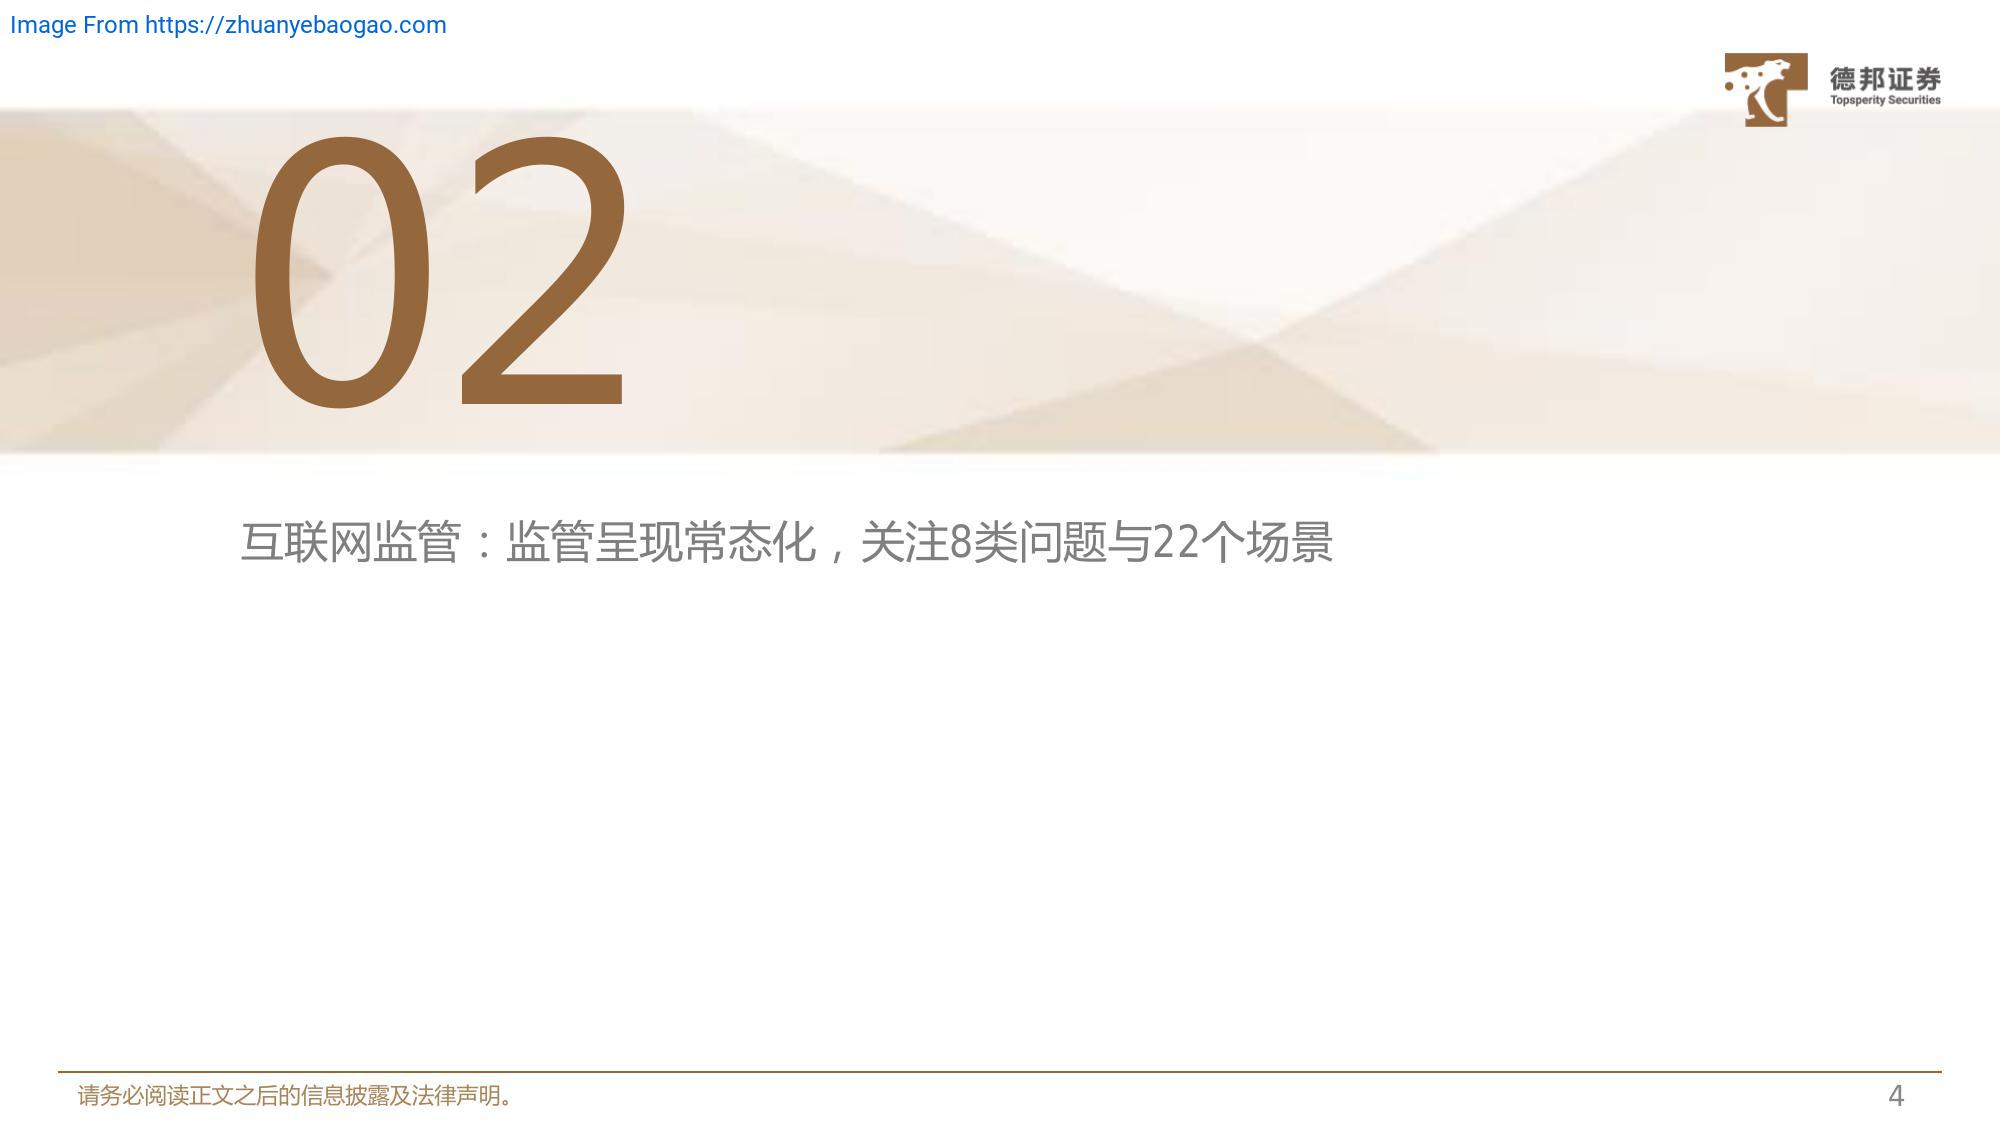 Image From https://zhuanyebaogao.com
德邦证券
Topsperity Securities
02
互联网监管：监管呈现常态化，关注8类问题与22个场景
请务必阅读正文之后的信息披露及法律声明。
4